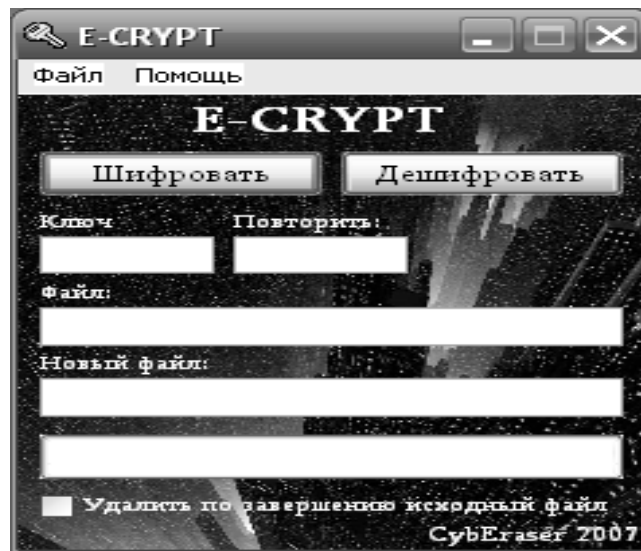 E-CRYPT
Файл Помощь
E-CRYPT
Шифровать Дешифровать
Ключ Повторить:
Файл:
Новый файл:
Удалить по завершению исходный файл
CybEraser 2007